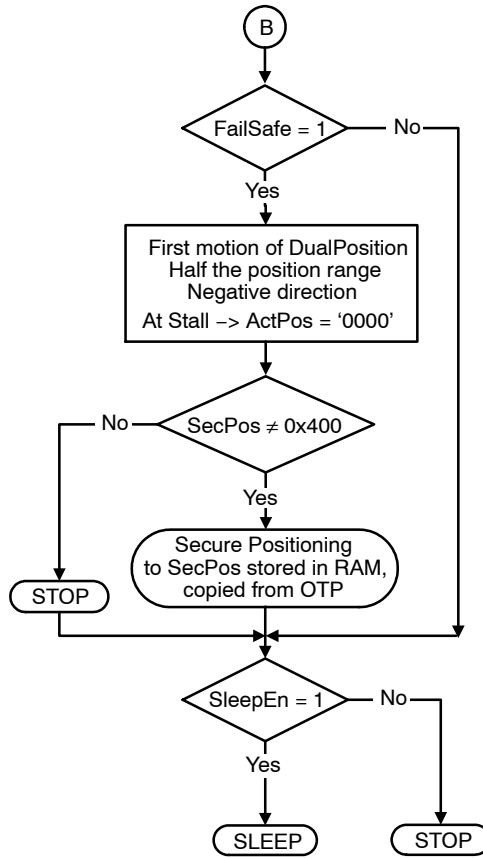 B
FailSafe = 1
No
Yes
First motion of DualPosition
Half the position range
Negative direction
At Stall −> ActPos = ‘0000’
SecPos ≠ 0x400
No
Yes
Secure Positioning
to SecPos stored in RAM,
copied from OTP
STOP
SleepEn = 1
No
Yes
SLEEP
STOP